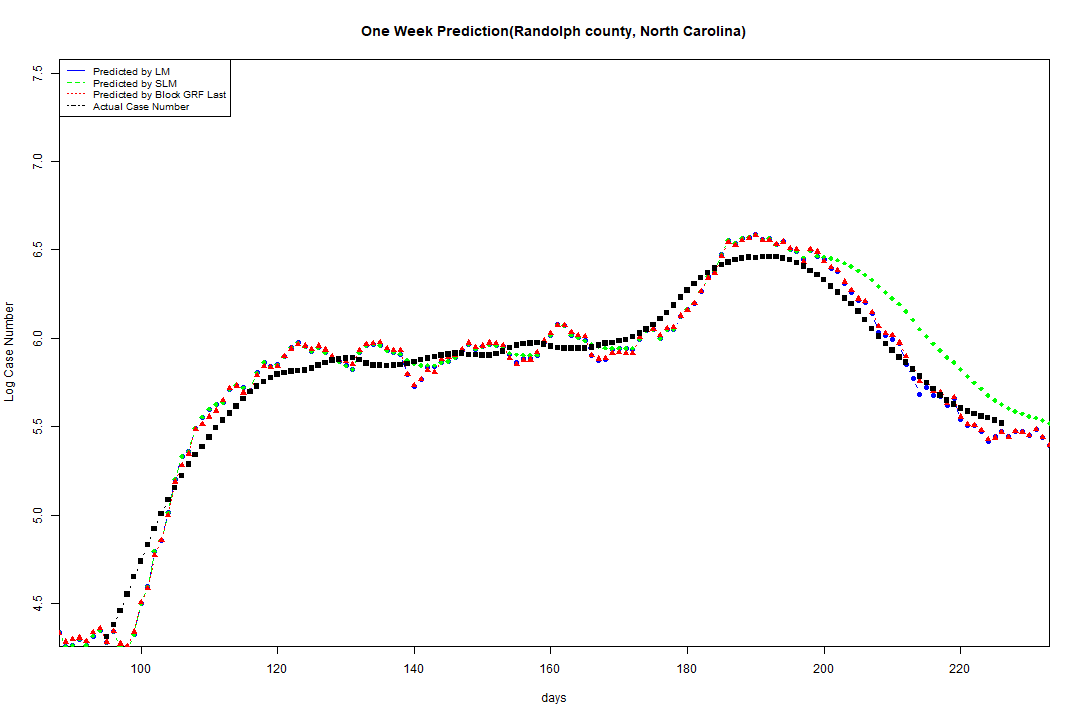 One Week Prediction(Randolph county, North Carolina)
7.5
7.0
6.5
6.0
5.5
5.0
4.5
Log Case Number
Predicted by LM
Predicted by SLM
Predicted by Block GRF Last
Actual Case Number
100 120 140 160 180 200 220
days